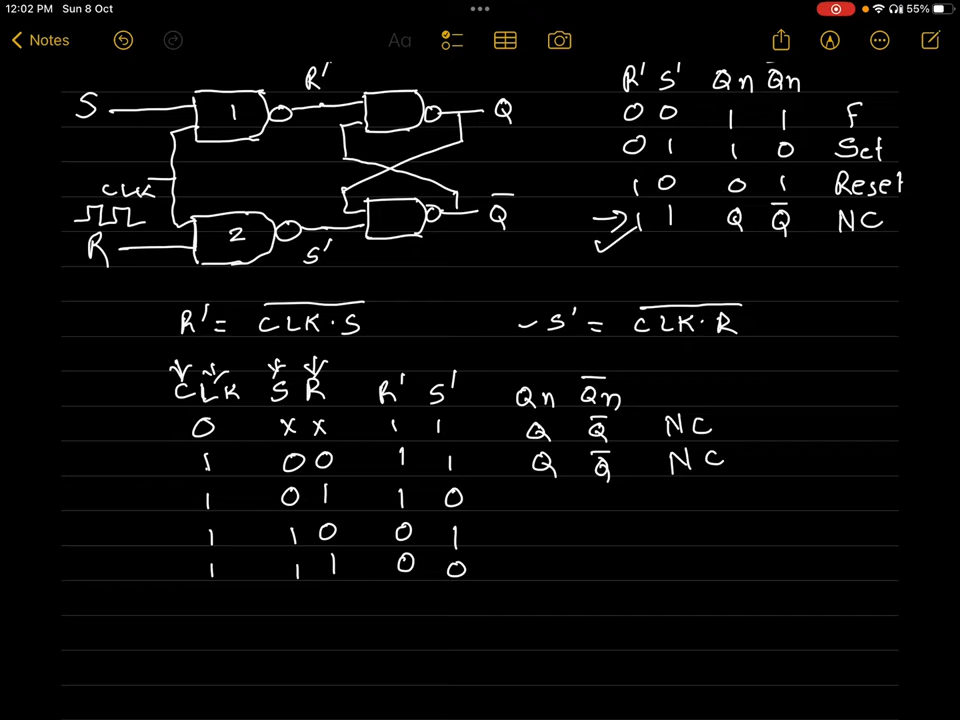 12:02 PM Sun 8 Oct
55%
Notes
Aa
R' S' Qn Q̅n
0 0 1 1 F
0 1 1 0 Set
1 0 0 1 Reset
→ 1 1 Q Q̅ NC
S
1
R'
Q
CLK
R
2
S'
Q̅
R' = C̅L̅K̅·̅S̅
✓ S' = C̅L̅K̅·̅R̅
CLK S R R' S' Qn Q̅n
0 x x 1 1 Q Q̅ NC
1 0 0 1 1 Q Q̅ NC
1 0 1 1 0
1 1 0 0 1
1 1 1 0 0